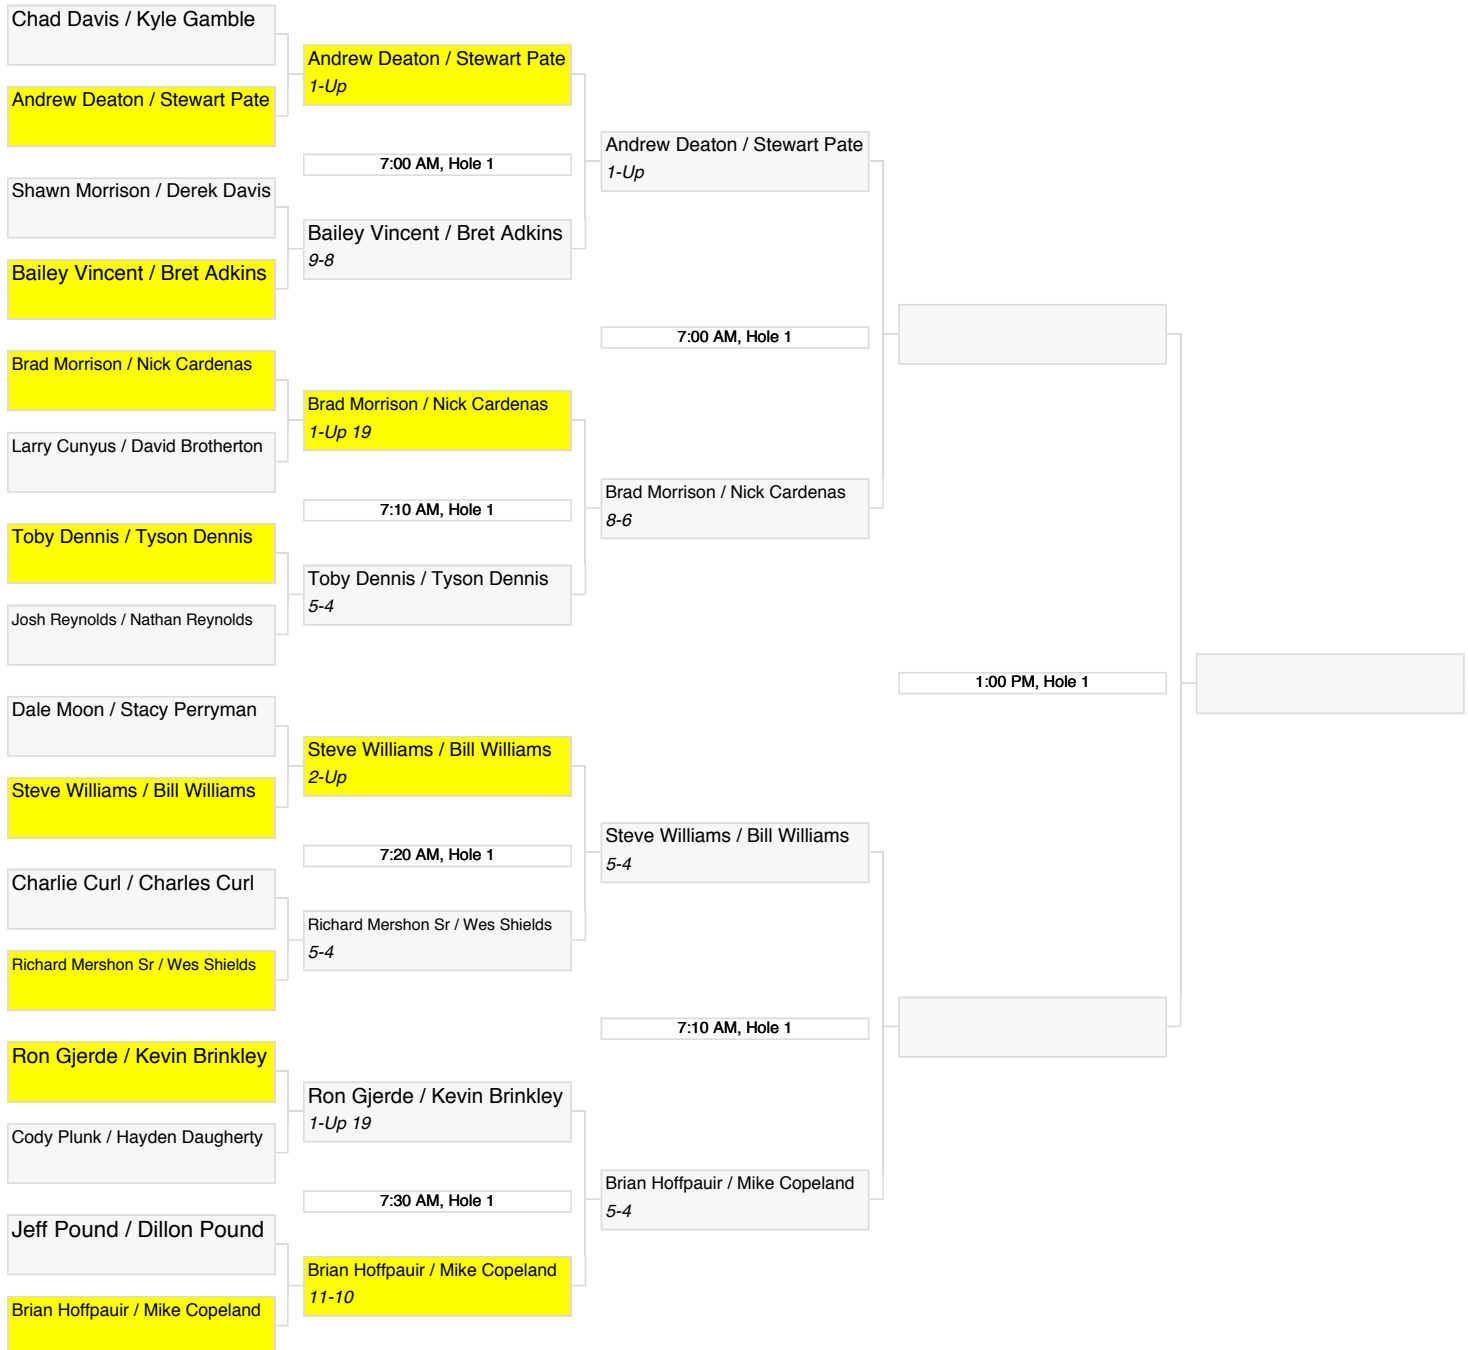 Chad Davis / Kyle Gamble
Andrew Deaton / Stewart Pate
Shawn Morrison / Derek Davis
Bailey Vincent / Bret Adkins
Brad Morrison / Nick Cardenas
Larry Cunyus / David Brotherton
Toby Dennis / Tyson Dennis
Josh Reynolds / Nathan Reynolds
Dale Moon / Stacy Perryman
Steve Williams / Bill Williams
Charlie Curl / Charles Curl
Richard Mershon Sr / Wes Shields
Ron Gjerde / Kevin Brinkley
Cody Plunk / Hayden Daugherty
Jeff Pound / Dillon Pound
Brian Hoffpauir / Mike Copeland
Andrew Deaton / Stewart Pate
1-Up
7:00 AM, Hole 1
Bailey Vincent / Bret Adkins
9-8
Brad Morrison / Nick Cardenas
1-Up 19
7:10 AM, Hole 1
Toby Dennis / Tyson Dennis
5-4
Steve Williams / Bill Williams
2-Up
7:20 AM, Hole 1
Richard Mershon Sr / Wes Shields
5-4
Ron Gjerde / Kevin Brinkley
1-Up 19
7:30 AM, Hole 1
Brian Hoffpauir / Mike Copeland
11-10
Andrew Deaton / Stewart Pate
1-Up
7:00 AM, Hole 1
Brad Morrison / Nick Cardenas
8-6
Steve Williams / Bill Williams
5-4
7:10 AM, Hole 1
Brian Hoffpauir / Mike Copeland
5-4
1:00 PM, Hole 1